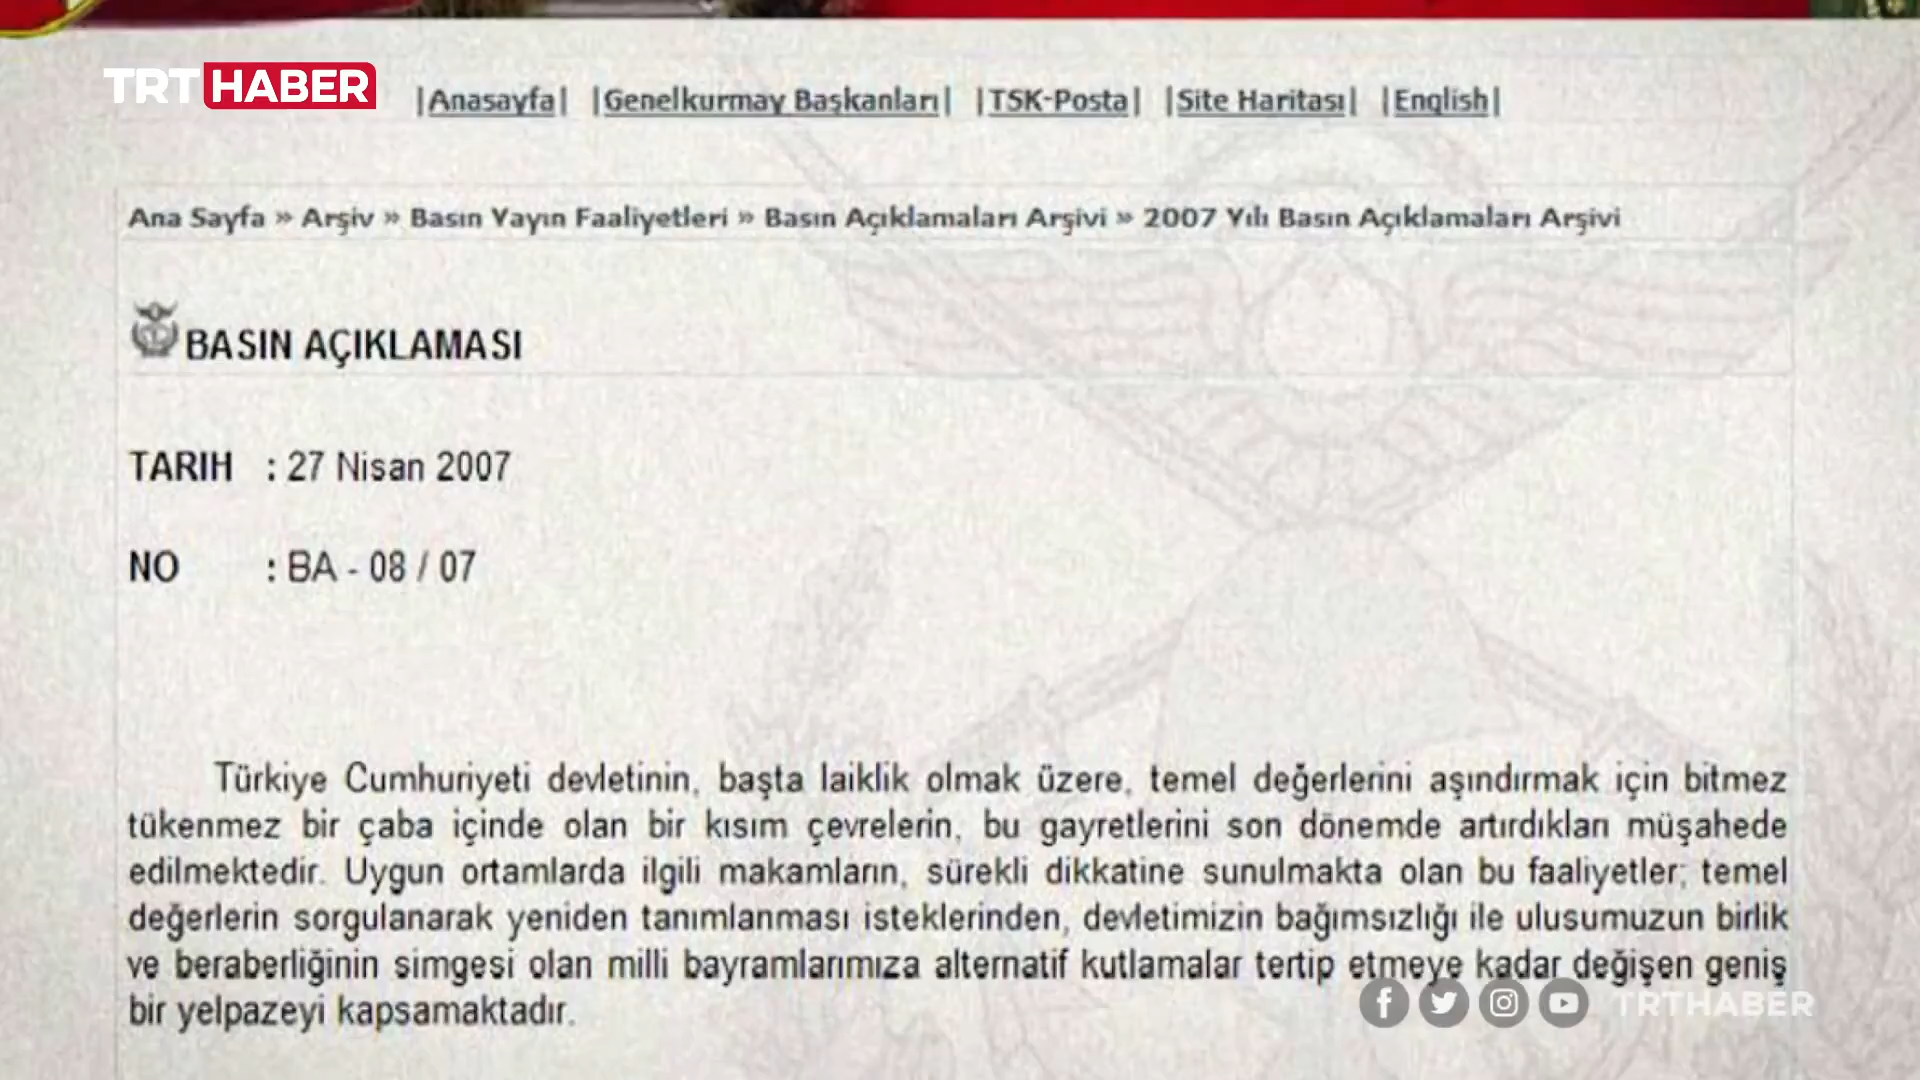 TRT HABER
|Anasayfa| |Genelkurmay Başkanları| |TSK-Posta| |Site Haritası| |English|
Ana Sayfa » Arşiv » Basın Yayın Faaliyetleri » Basın Açıklamaları Arşivi » 2007 Yılı Basın Açıklamaları Arşivi
BASIN AÇIKLAMASI
TARIH : 27 Nisan 2007
NO : BA - 08 / 07
Türkiye Cumhuriyeti devletinin, başta laiklik olmak üzere, temel değerlerini aşındırmak için bitmez
tükenmez bir çaba içinde olan bir kısım çevrelerin, bu gayretlerini son dönemde artırdıkları müşahede
edilmektedir. Uygun ortamlarda ilgili makamların, sürekli dikkatine sunulmakta olan bu faaliyetler; temel
değerlerin sorgulanarak yeniden tanımlanması isteklerinden, devletimizin bağımsızlığı ile ulusumuzun birlik
ve beraberliğinin simgesi olan milli bayramlarımıza alternatif kutlamalar tertip etmeye kadar değişen geniş
bir yelpazeyi kapsamaktadır.
TRTHABER